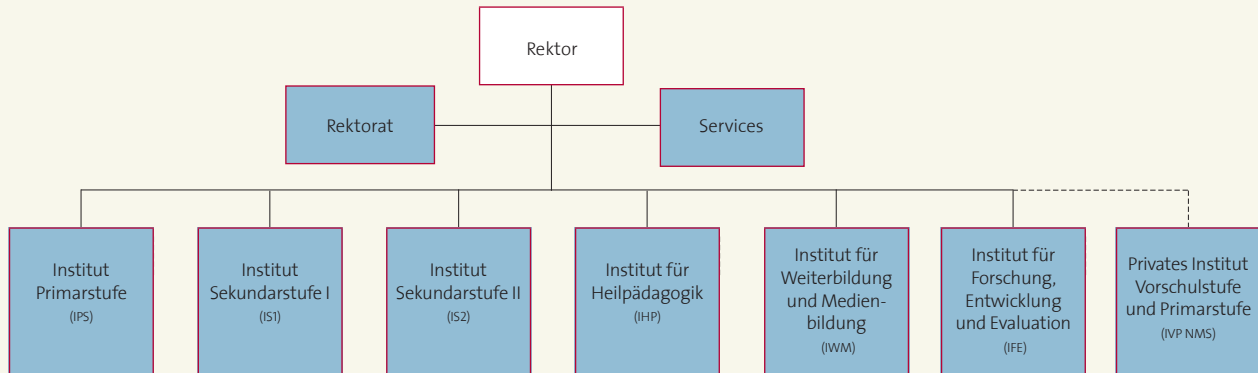 Rektor
Rektorat
Services
Institut
Primarstufe
(IPS)
Institut
Sekundarstufe I
(IS1)
Institut
Sekundarstufe II
(IS2)
Institut für
Heilpädagogik
(IHP)
Institut für
Weiterbildung
und Medien-
bildung
(IWM)
Institut für
Forschung,
Entwicklung
und Evaluation
(IFE)
Privates Institut
Vorschulstufe
und Primarstufe
(IVP NMS)